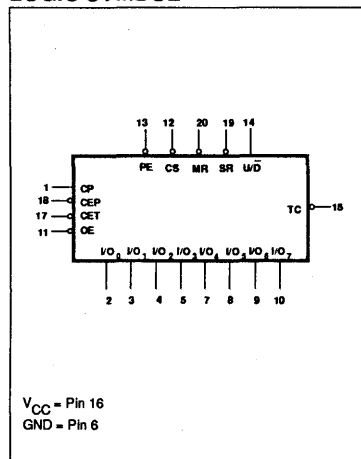 13 12 20 19 14
PE CS MR SR U/D̅
1 CP
18 CEP
17 CET
11 OE
TC 15
I/O0 I/O1 I/O2 I/O3 I/O4 I/O5 I/O6 I/O7
2 3 4 5 7 8 9 10
VCC = Pin 16
GND = Pin 6